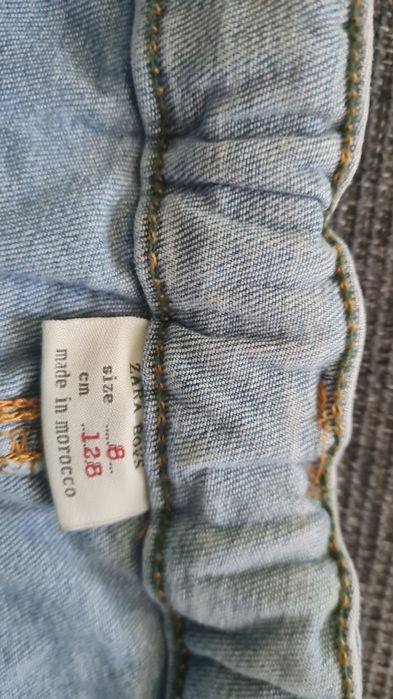 ZARA BOYS
size .....8...
cm ..128
made in morocco